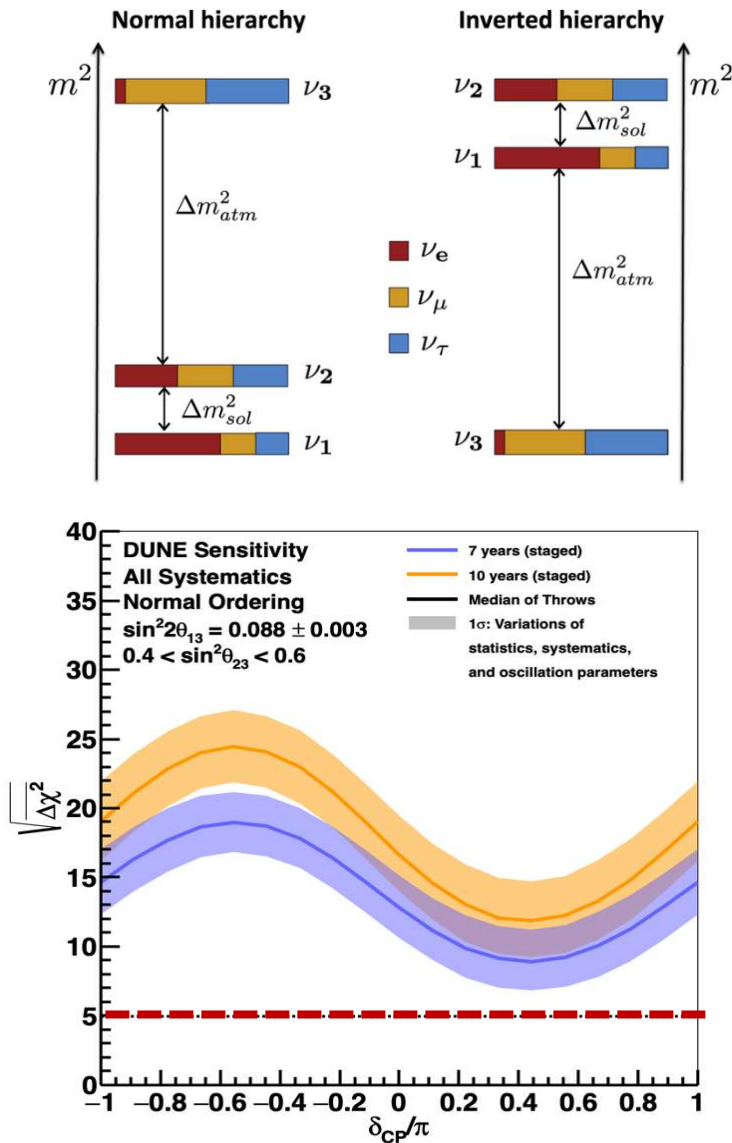 Normal hierarchy
Inverted hierarchy
m²
ν₃
Δm²ₐₜₘ
ν₂
Δm²ₛₒₗ
ν₁
νₑ
ν_μ
ν_τ
ν₂
m²
Δm²ₛₒₗ
ν₁
Δm²ₐₜₘ
ν₃
DUNE Sensitivity
All Systematics
Normal Ordering
sin²2θ₁₃ = 0.088 ± 0.003
0.4 < sin²θ₂₃ < 0.6
7 years (staged)
10 years (staged)
Median of Throws
1σ: Variations of
statistics, systematics,
and oscillation parameters
√Δχ²
40
35
30
25
20
15
10
5
0
−1 −0.8 −0.6 −0.4 −0.2 0 0.2 0.4 0.6 0.8 1
δ_CP/π